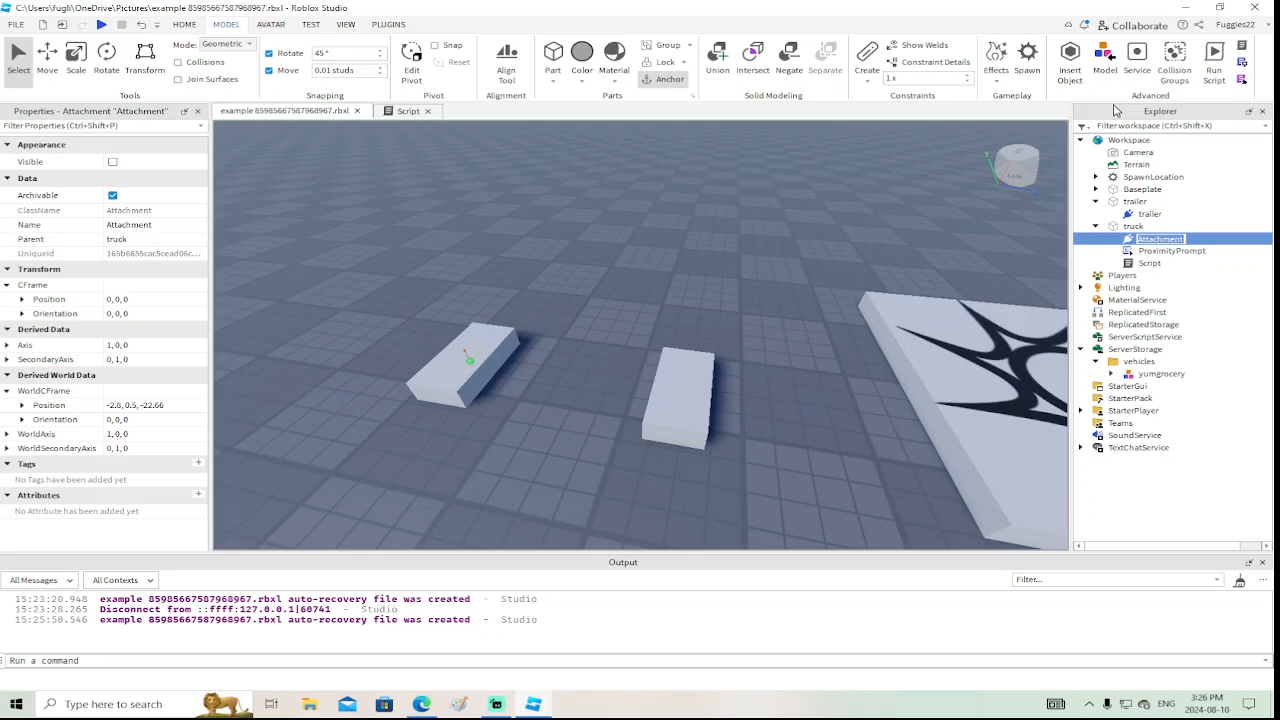 C:\Users\fugli\OneDrive\Pictures\example 85985667587968967.rbxl - Roblox Studio
FILE HOME MODEL AVATAR TEST VIEW PLUGINS Collaborate Fuggies22
Select Move Scale Rotate Transform
Mode: Geometric
Collisions
Join Surfaces
Tools
Rotate 45°
Move 0.01 studs
Snapping
Edit Pivot
Snap
Reset
Pivot
Align Tool
Alignment
Part Color Material
Group
Lock
Anchor
Parts
Union Intersect Negate Separate
Solid Modeling
Create
Show Welds
Constraint Details
1 x
Constraints
Effects Spawn
Gameplay
Insert Object Model Service Collision Groups Run Script
Advanced
Properties - Attachment "Attachment"
Filter Properties (Ctrl+Shift+P)
Appearance
Visible
Data
Archivable
ClassName Attachment
Name Attachment
Parent truck
UniqueId 165b6655cac5cead06c...
Transform
CFrame
Position 0, 0, 0
Orientation 0, 0, 0
Derived Data
Axis 1, 0, 0
SecondaryAxis 0, 1, 0
Derived World Data
WorldCFrame
Position -2.8, 0.5, -22.66
Orientation 0, 0, 0
WorldAxis 1, 0, 0
WorldSecondaryAxis 0, 1, 0
Tags
No Tags have been added yet
Attributes
No Attribute has been added yet
example 85985667587968967.rbxl Script
Y
Explorer
Filter workspace (Ctrl+Shift+X)
Workspace
Camera
Terrain
SpawnLocation
Baseplate
trailer
trailer
truck
Attachment
ProximityPrompt
Script
Players
Lighting
MaterialService
ReplicatedFirst
ReplicatedStorage
ServerScriptService
ServerStorage
vehicles
yumgrocery
StarterGui
StarterPack
StarterPlayer
Teams
SoundService
TextChatService
Output
All Messages All Contexts Filter...
15:23:20.948 example 85985667587968967.rbxl auto-recovery file was created - Studio
15:23:28.265 Disconnect from ::ffff:127.0.0.1|60741 - Studio
15:25:50.546 example 85985667587968967.rbxl auto-recovery file was created - Studio
Run a command
Type here to search
ENG
3:26 PM
2024-08-10